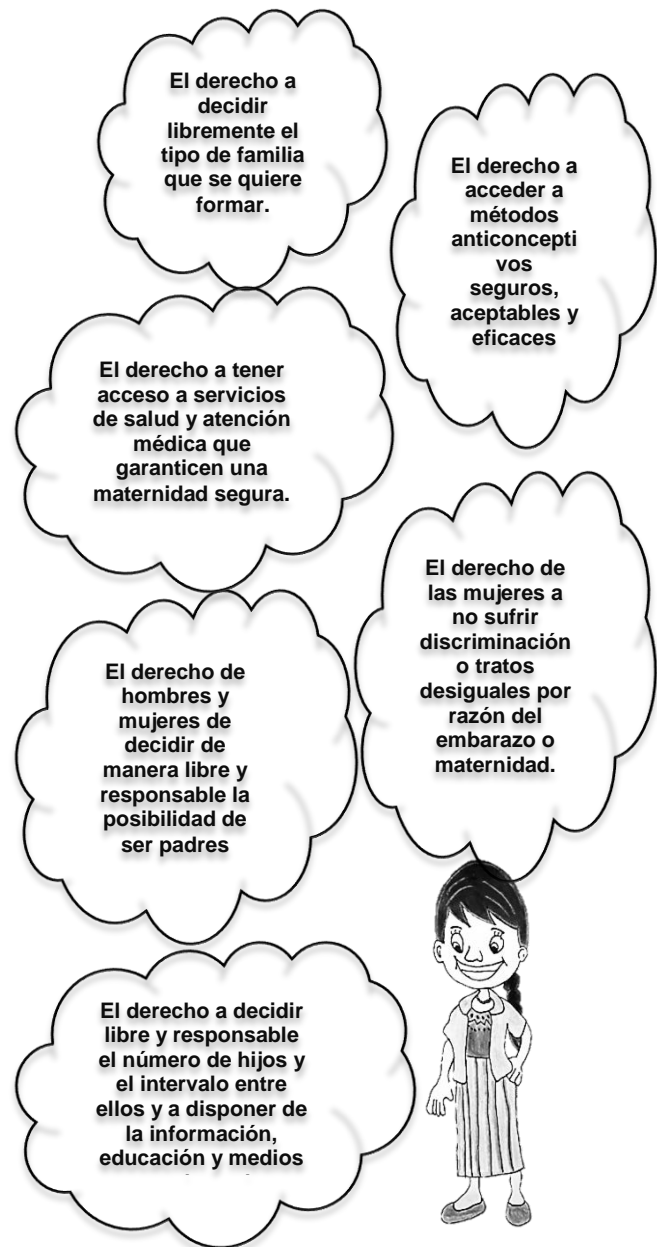 El derecho a
decidir
libremente el
tipo de familia
que se quiere
formar.
El derecho a
acceder a
métodos
anticoncepti
vos
seguros,
aceptables y
eficaces
El derecho a tener
acceso a servicios
de salud y atención
médica que
garanticen una
maternidad segura.
El derecho de
las mujeres a
no sufrir
discriminación
o tratos
desiguales por
razón del
embarazo o
maternidad.
El derecho de
hombres y
mujeres de
decidir de
manera libre y
responsable la
posibilidad de
ser padres
El derecho a decidir
libre y responsable
el número de hijos y
el intervalo entre
ellos y a disponer de
la información,
educación y medios